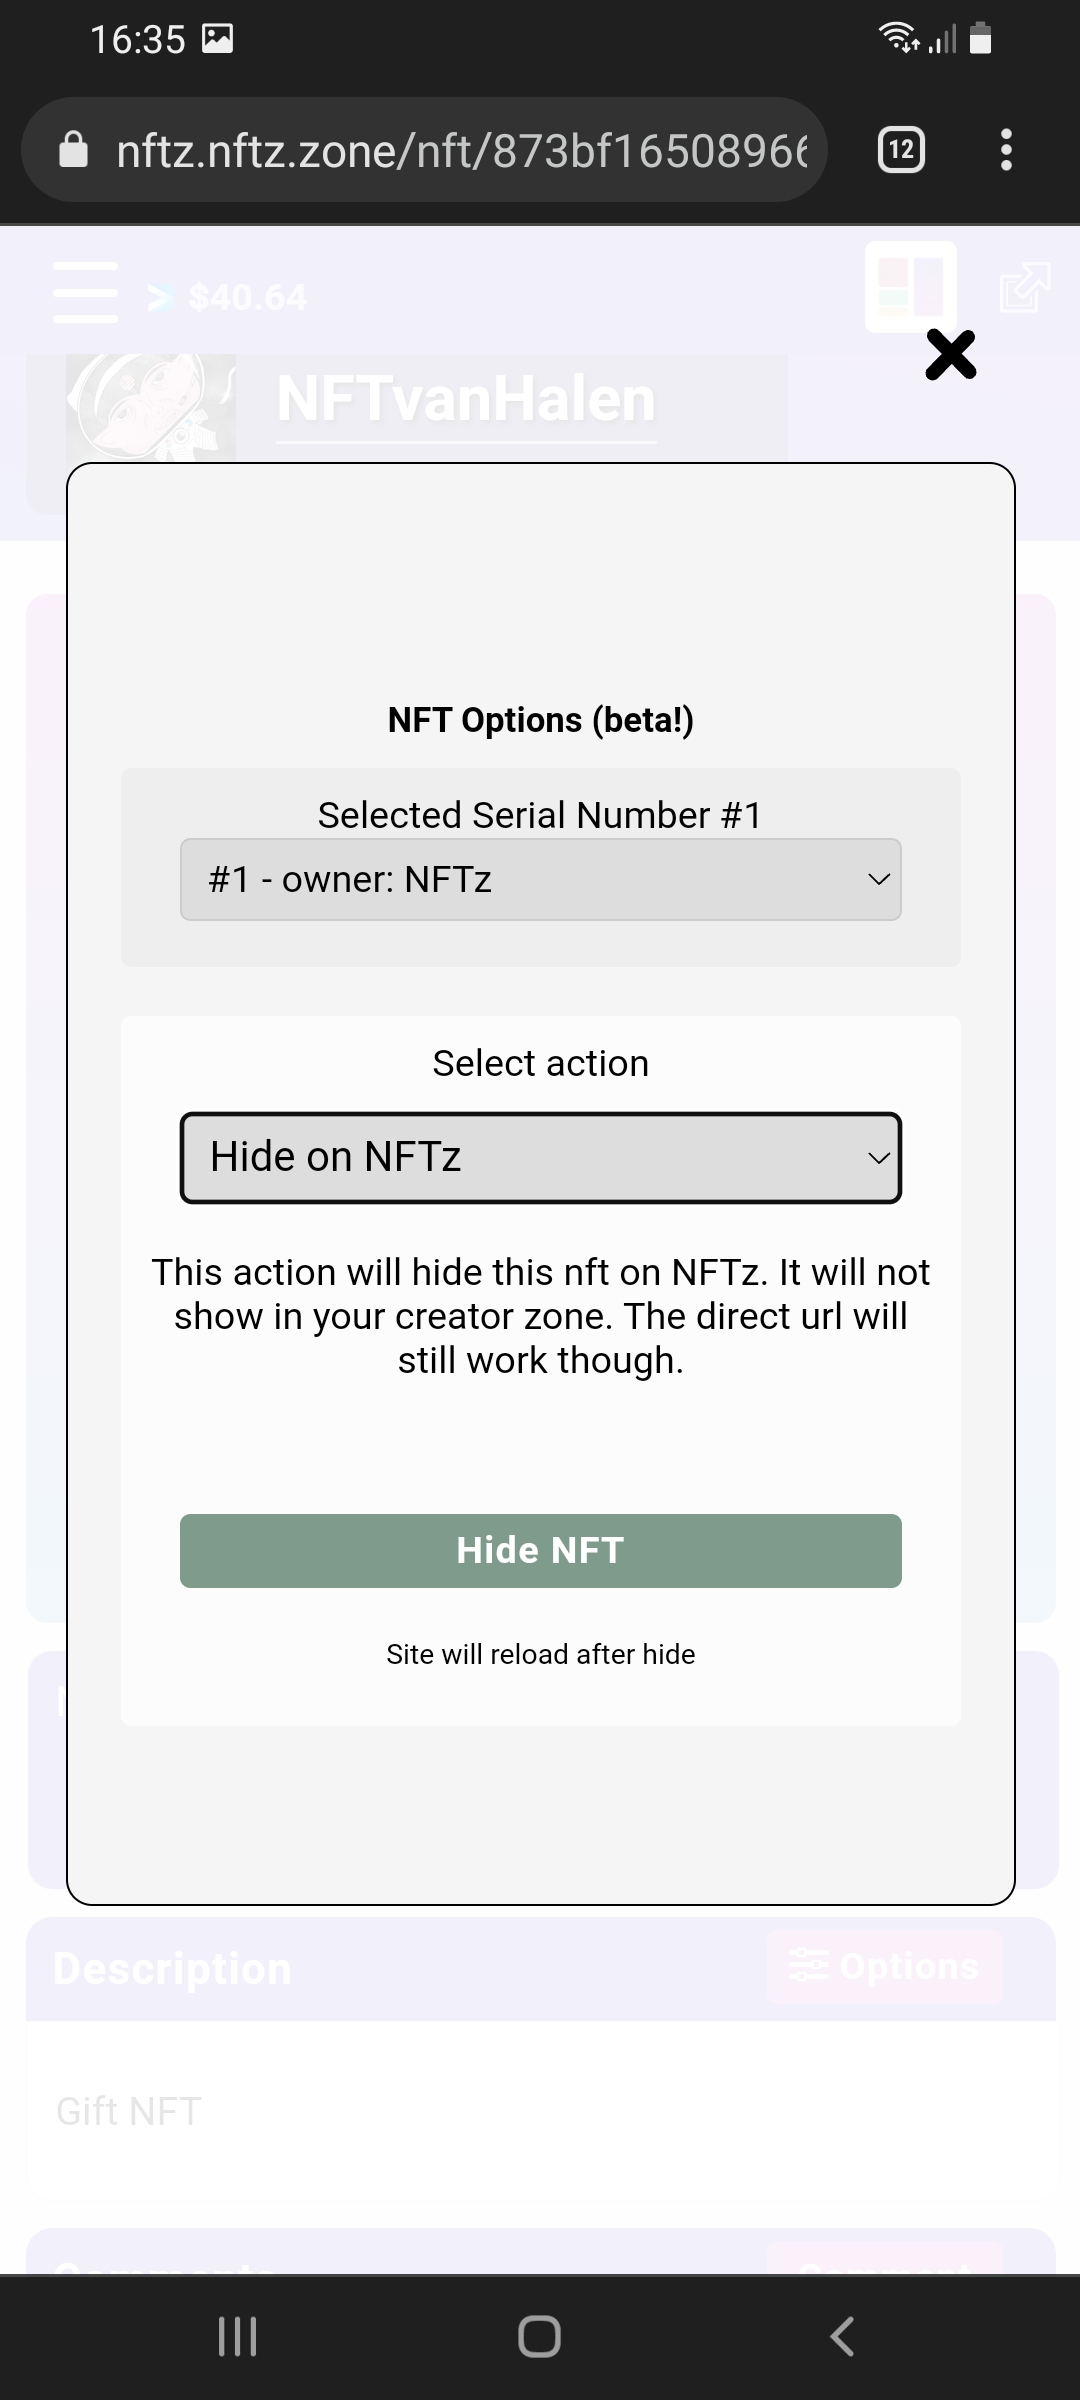 16:35
nftz.nftz.zone/nft/873bf16508966
12
$40.64
NFTvanHalen
NFT Options (beta!)
Selected Serial Number #1
#1 - owner: NFTz
Select action
Hide on NFTz
This action will hide this nft on NFTz. It will not
show in your creator zone. The direct url will
still work though.
Hide NFT
Site will reload after hide
Description
Options
Gift NFT
Comments
Comment